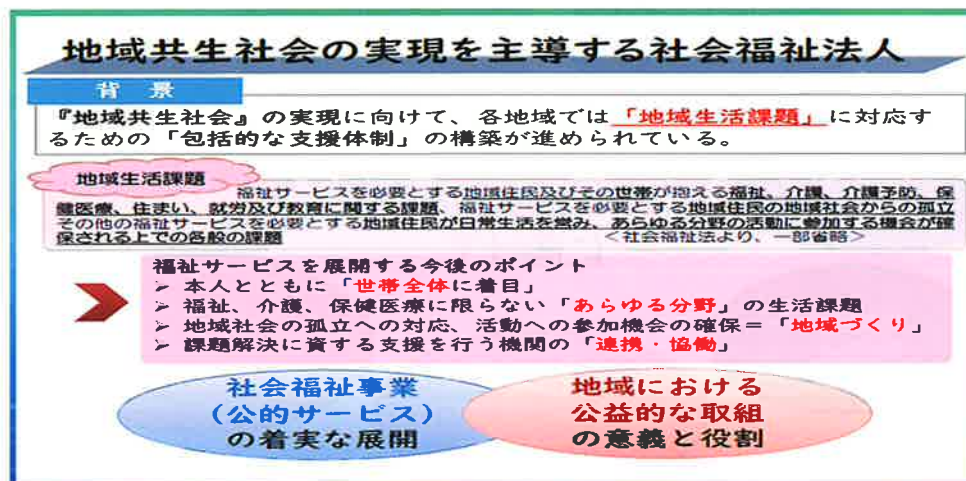 地域共生社会の実現を主導する社会福祉法人
背景
『地域共生社会』の実現に向けて、各地域では「地域生活課題」に対応す
るための「包括的な支援体制」の構築が進められている。
地域生活課題
福祉サービスを必要とする地域住民及びその世帯が抱える福祉、介護、介護予防、保
健医療、住まい、就労及び教育に関する課題、福祉サービスを必要とする地域住民の地域社会からの孤立
その他の福祉サービスを必要とする地域住民が日常生活を営み、あらゆる分野の活動に参加する機会が確
保される上での各般の課題 <社会福祉法より、一部省略>
福祉サービスを展開する今後のポイント
➢ 本人とともに「世帯全体に着目」
➢ 福祉、介護、保健医療に限らない「あらゆる分野」の生活課題
➢ 地域社会の孤立への対応、活動への参加機会の確保=「地域づくり」
➢ 課題解決に資する支援を行う機関の「連携・協働」
社会福祉事業
(公的サービス)
の着実な展開
地域における
公益的な取組
の意義と役割